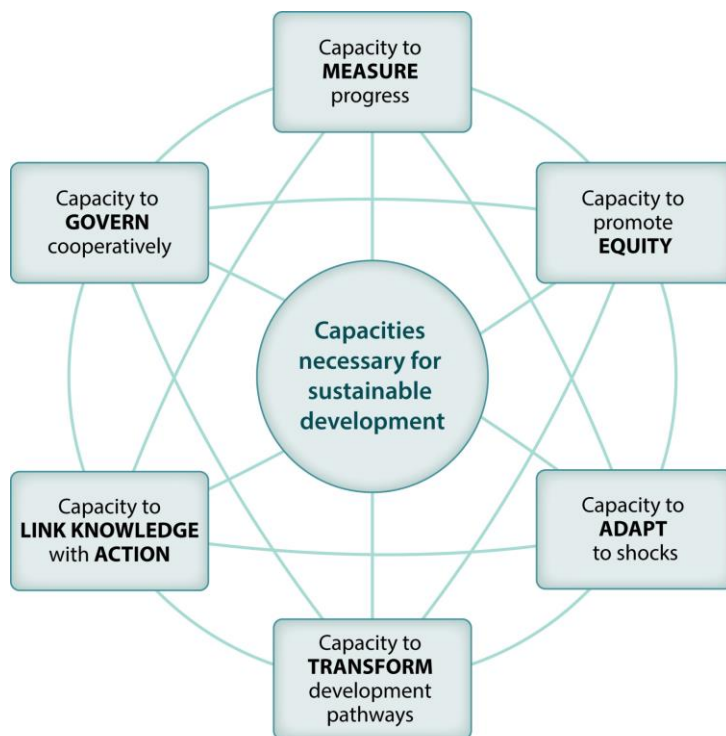 Capacity to
MEASURE
progress
Capacity to
GOVERN
cooperatively
Capacity to
promote
EQUITY
Capacities
necessary for
sustainable
development
Capacity to
LINK KNOWLEDGE
with ACTION
Capacity to
ADAPT
to shocks
Capacity to
TRANSFORM
development
pathways